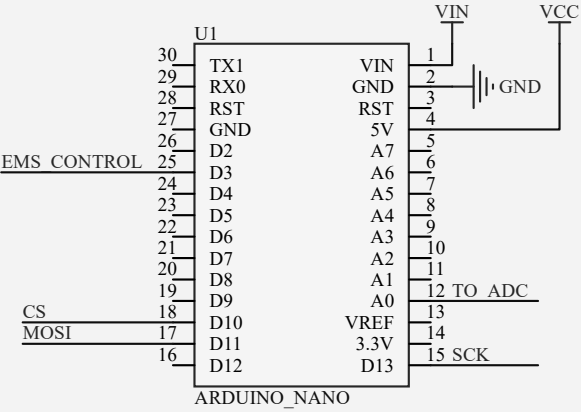 VIN VCC
U1
30 TX1 VIN 1
29 RX0 GND 2 GND
28 RST RST 3
27 GND 5V 4
26 D2 A7 5
EMS_CONTROL 25 D3 A6 6
24 D4 A5 7
23 D5 A4 8
22 D6 A3 9
21 D7 A2 10
20 D8 A1 11
19 D9 A0 12 TO_ADC
CS 18 D10 VREF 13
MOSI 17 D11 3.3V 14
16 D12 D13 15 SCK
ARDUINO_NANO